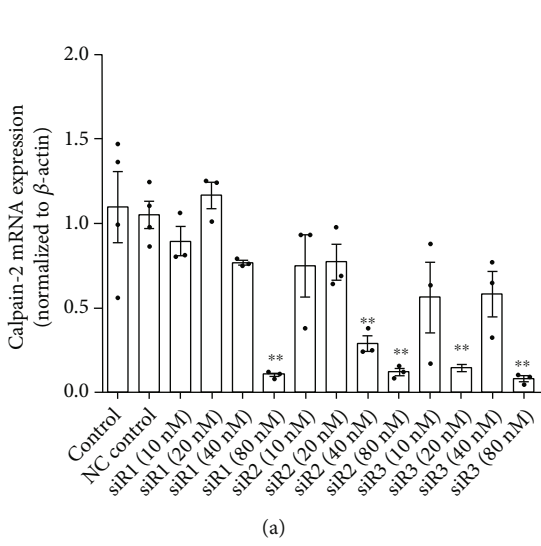 Calpain-2 mRNA expression
(normalized to β-actin)
2.0
1.5
1.0
0.5
0.0
**
**
**
**
**
Control
NC control
siR1 (10 nM)
siR1 (20 nM)
siR1 (40 nM)
siR1 (80 nM)
siR2 (10 nM)
siR2 (20 nM)
siR2 (40 nM)
siR2 (80 nM)
siR3 (10 nM)
siR3 (20 nM)
siR3 (40 nM)
siR3 (80 nM)
(a)